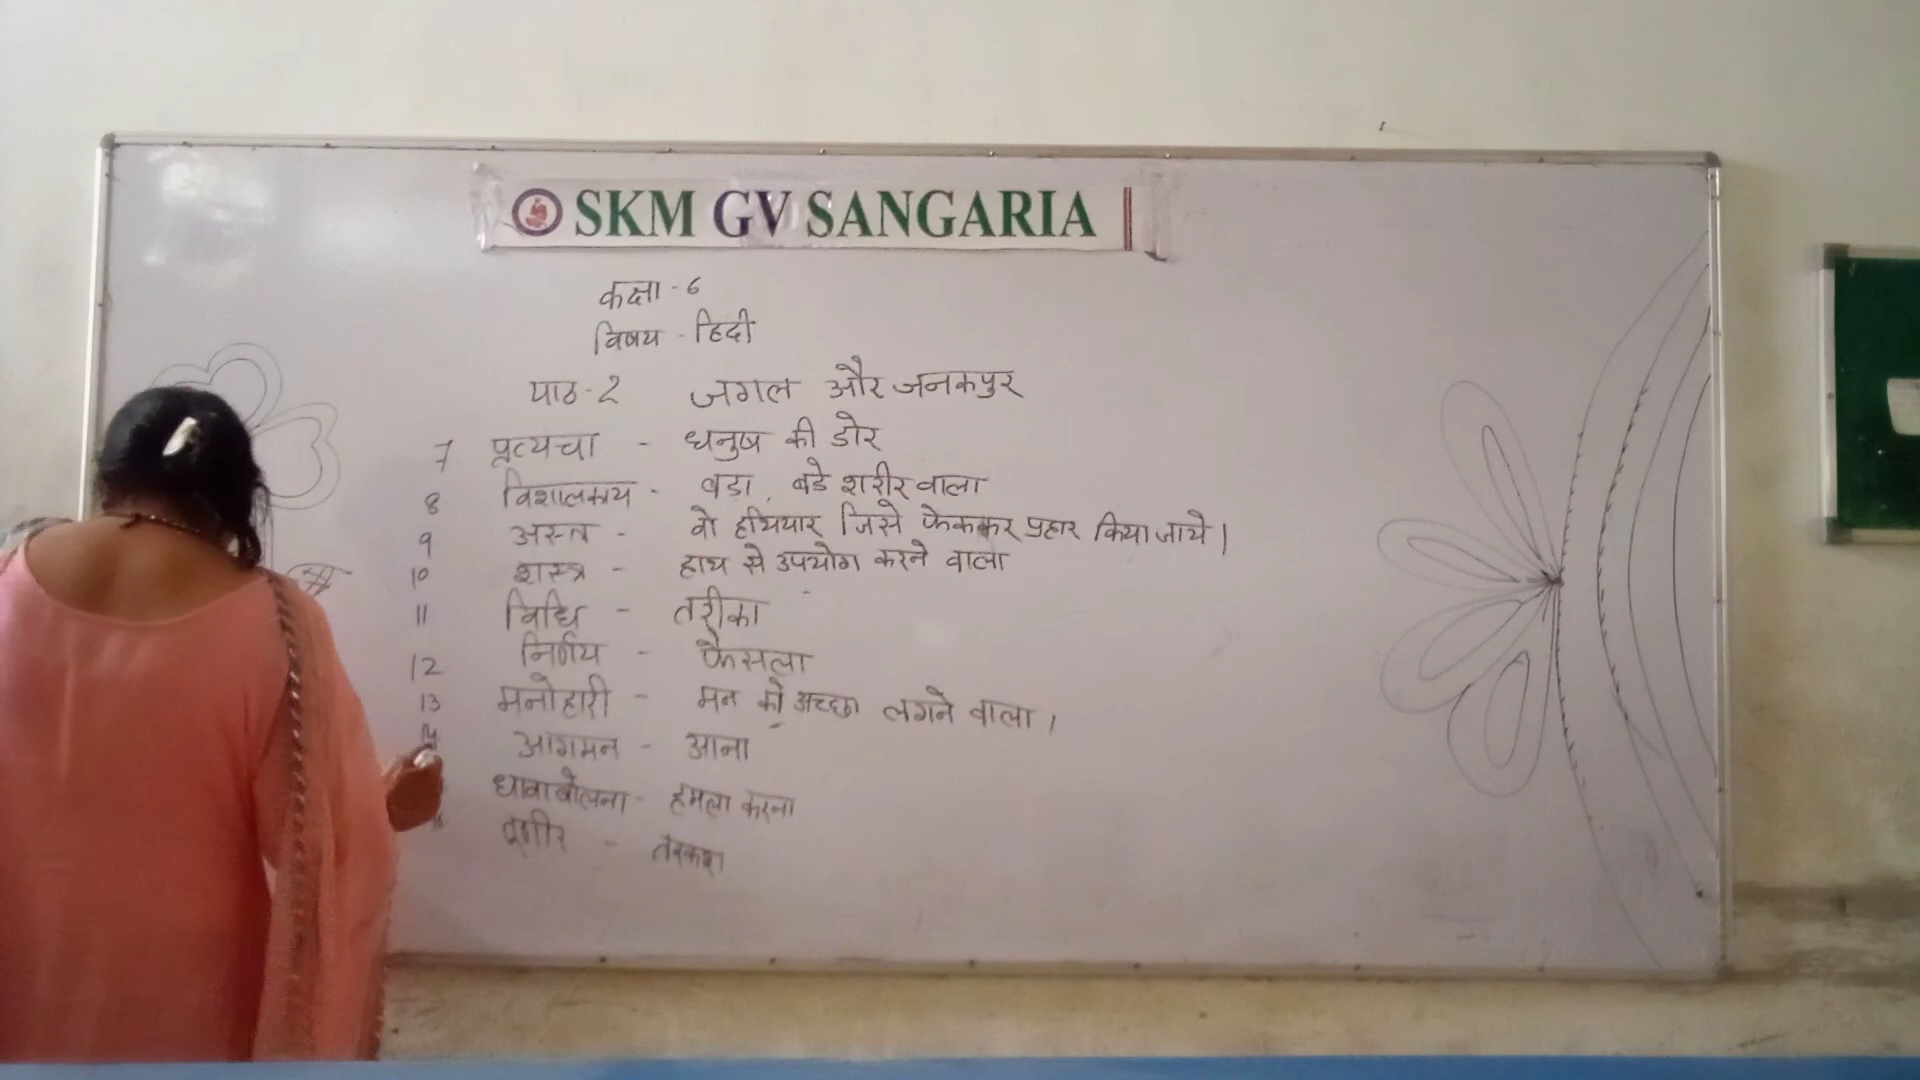 SKM GV SANGARIA
कक्षा - 6
विषय - हिदी
पाठ - 2 जगल और जनकपुर
7 प्रत्यचा - धनुष की डोर
8 विशालकाय - बडा, बडे शरीर वाला
9 अस्त्र - वो हथियार जिसे फेककर प्रहार किया जाये।
10 शस्त्र - हाथ से उपयोग करने वाला
11 विधि - तरीका
12 निर्णय - फैसला
13 मनोहारी - मन को अच्छा लगने वाला।
14 आगमन - आना
धावा बोलना - हमला करना
तूणीर - तरकश